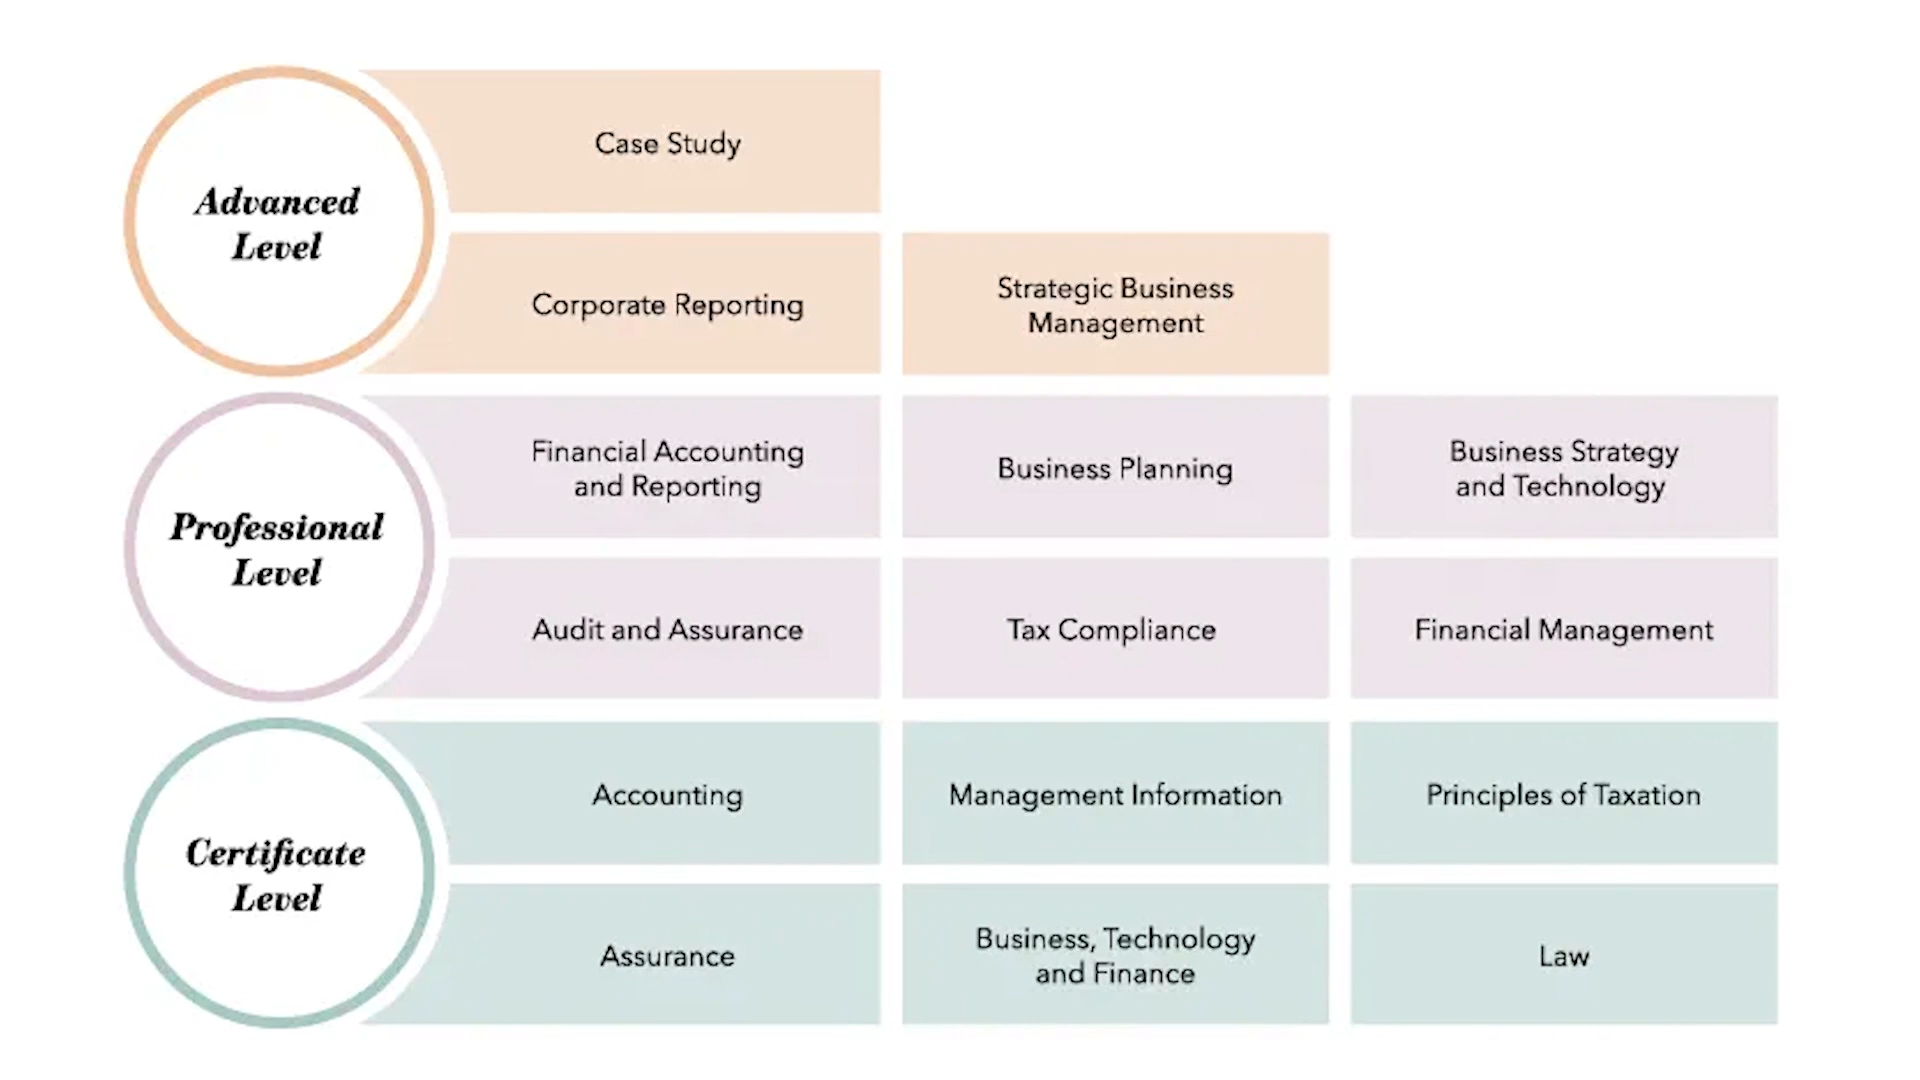 Advanced
Level
Case Study
Corporate Reporting
Strategic Business
Management
Professional
Level
Financial Accounting
and Reporting
Business Planning
Business Strategy
and Technology
Audit and Assurance
Tax Compliance
Financial Management
Certificate
Level
Accounting
Management Information
Principles of Taxation
Assurance
Business, Technology
and Finance
Law